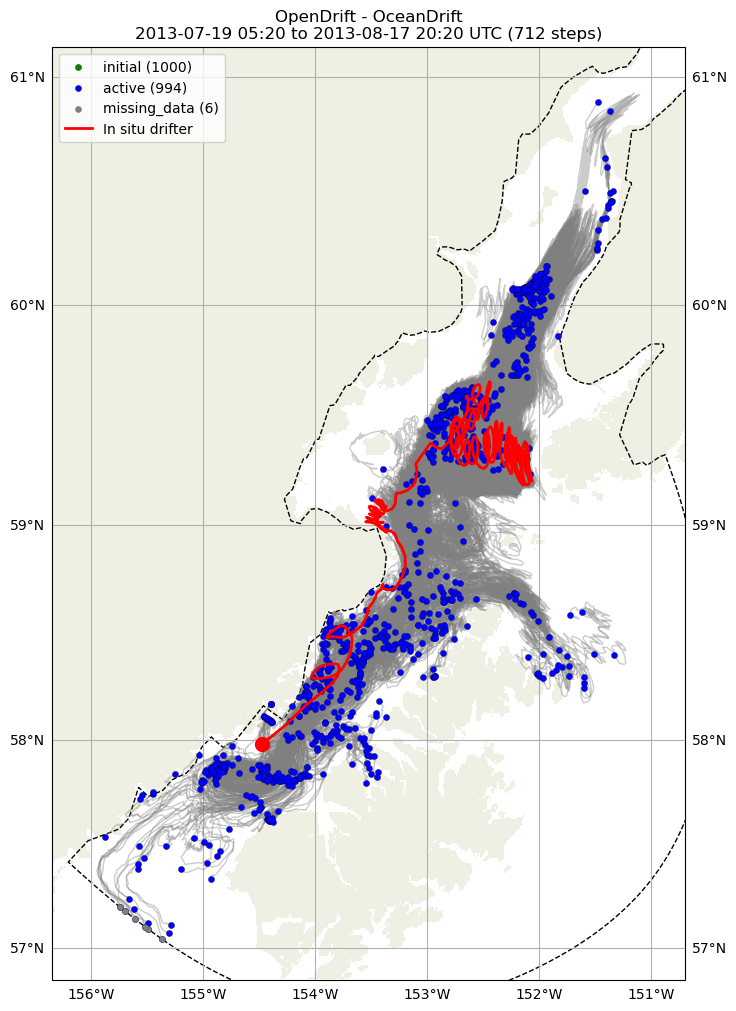 OpenDrift - OceanDrift
2013-07-19 05:20 to 2013-08-17 20:20 UTC (712 steps)
initial (1000)
active (994)
missing_data (6)
In situ drifter
61°N 61°N
60°N 60°N
59°N 59°N
58°N 58°N
57°N 57°N
156°W 155°W 154°W 153°W 152°W 151°W